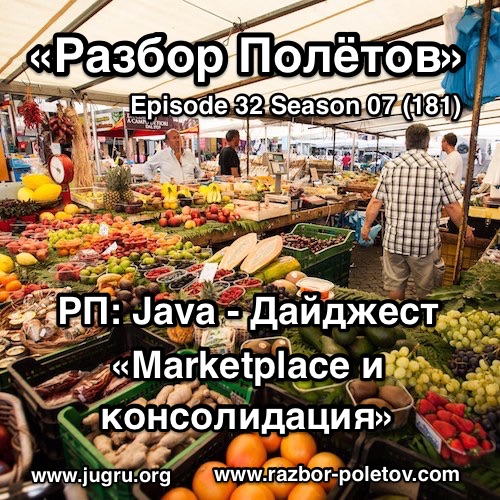 «Разбор Полётов»
Episode 32 Season 07 (181)
РП: Java - Дайджест
«Marketplace и
консолидация»
www.jugru.org www.razbor-poletov.com